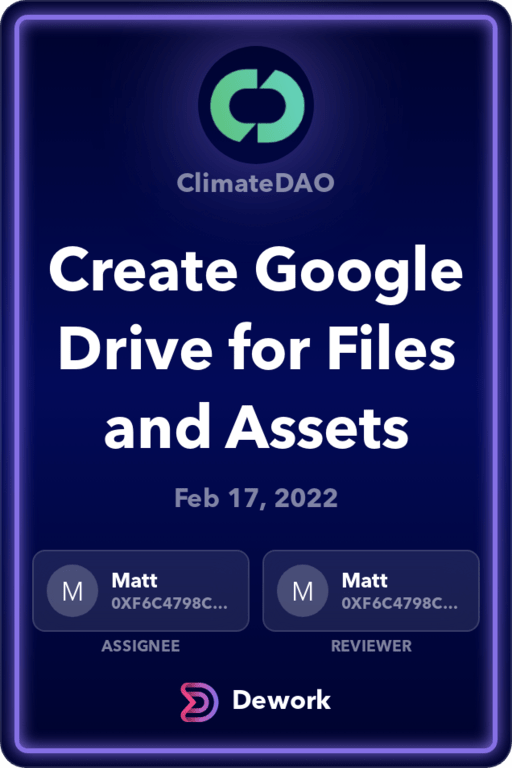 ClimateDAO
Create Google
Drive for Files
and Assets
Feb 17, 2022
M
Matt
0XF6C4798C...
ASSIGNEE
M
Matt
0XF6C4798C...
REVIEWER
Dework